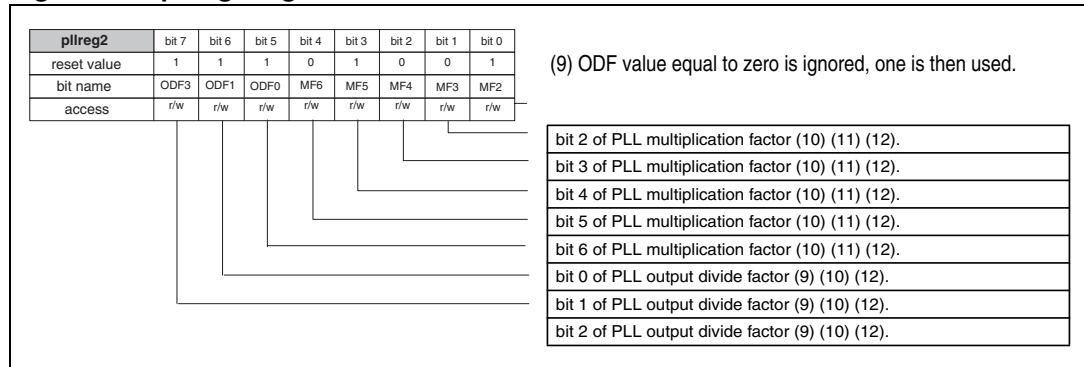 pllreg2 bit 7 bit 6 bit 5 bit 4 bit 3 bit 2 bit 1 bit 0
reset value 1 1 1 0 1 0 0 1
bit name ODF3 ODF1 ODF0 MF6 MF5 MF4 MF3 MF2
access r/w r/w r/w r/w r/w r/w r/w r/w
(9) ODF value equal to zero is ignored, one is then used.
bit 2 of PLL multiplication factor (10) (11) (12).
bit 3 of PLL multiplication factor (10) (11) (12).
bit 4 of PLL multiplication factor (10) (11) (12).
bit 5 of PLL multiplication factor (10) (11) (12).
bit 6 of PLL multiplication factor (10) (11) (12).
bit 0 of PLL output divide factor (9) (10) (12).
bit 1 of PLL output divide factor (9) (10) (12).
bit 2 of PLL output divide factor (9) (10) (12).